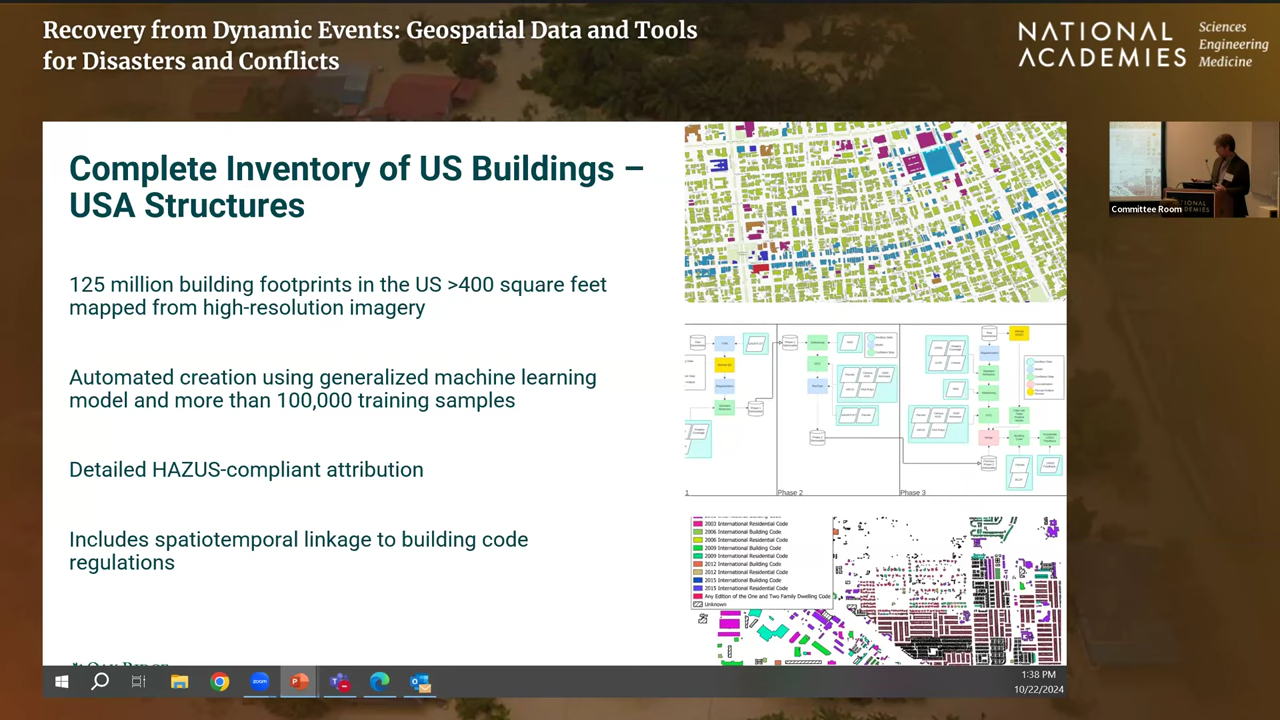 Recovery from Dynamic Events: Geospatial Data and Tools
for Disasters and Conflicts
NATIONAL
ACADEMIES
Sciences
Engineering
Medicine
Complete Inventory of US Buildings –
USA Structures
125 million building footprints in the US >400 square feet
mapped from high-resolution imagery
Automated creation using generalized machine learning
model and more than 100,000 training samples
Detailed HAZUS-compliant attribution
Includes spatiotemporal linkage to building code
regulations
1
Phase 2
Phase 3
2003 International Residential Code
2006 International Building Code
2006 International Residential Code
2009 International Building Code
2009 International Residential Code
2012 International Building Code
2012 International Residential Code
2015 International Building Code
2015 International Residential Code
Any Edition of the One and Two Family Dwelling Code
Unknown
Committee Room
zoom
1:38 PM
10/22/2024